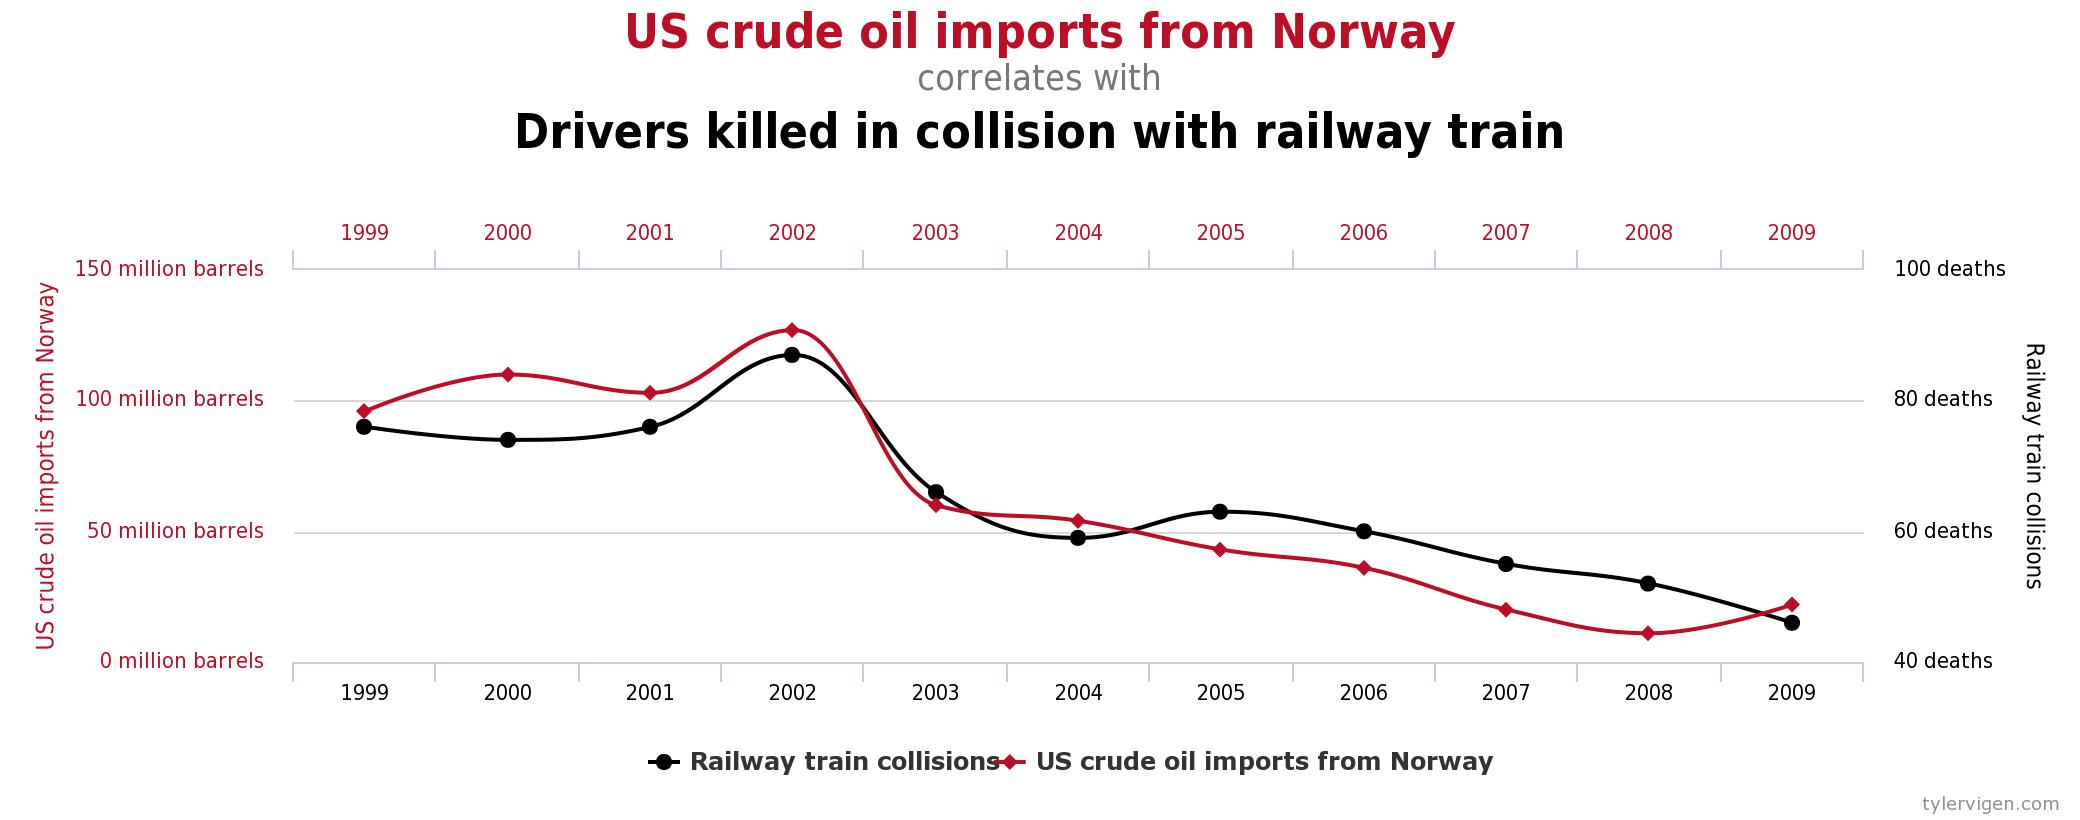 US crude oil imports from Norway
correlates with
Drivers killed in collision with railway train
1999 2000 2001 2002 2003 2004 2005 2006 2007 2008 2009
150 million barrels 100 deaths
100 million barrels 80 deaths
50 million barrels 60 deaths
0 million barrels 40 deaths
US crude oil imports from Norway
Railway train collisions
1999 2000 2001 2002 2003 2004 2005 2006 2007 2008 2009
Railway train collisions US crude oil imports from Norway
tylervigen.com